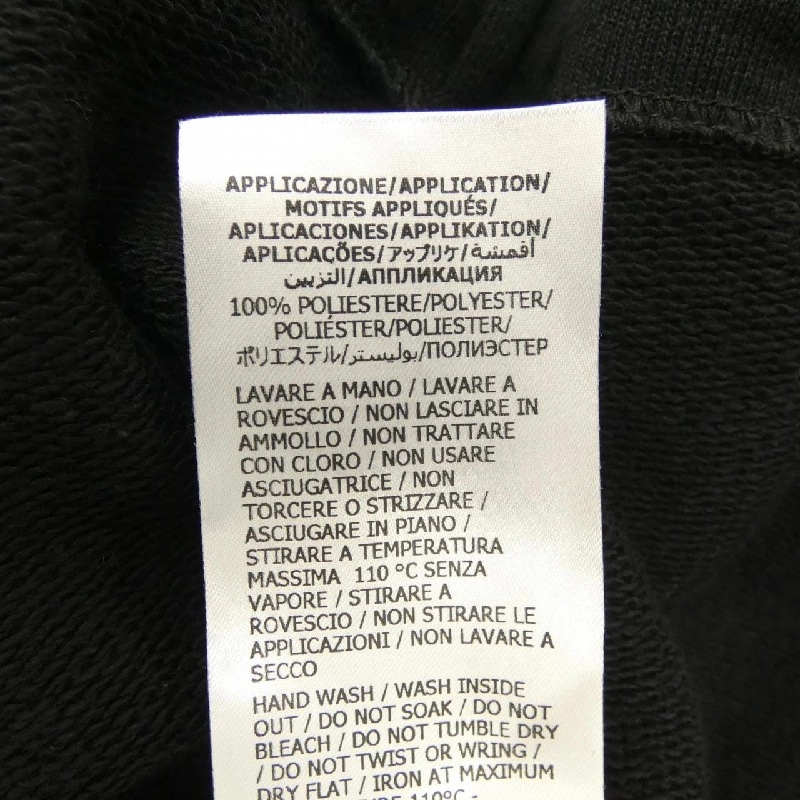 APPLICAZIONE/APPLICATION/
MOTIFS APPLIQUÉS/
APLICACIONES/APPLIKATION/
APLICAÇÕES/アップリケ/أقمشة
التزيين/АППЛИКАЦИЯ
100% POLIESTERE/POLYESTER/
POLIÉSTER/POLIESTER/
ポリエステル/بوليستر/ПОЛИЭСТЕР
LAVARE A MANO / LAVARE A
ROVESCIO / NON LASCIARE IN
AMMOLLO / NON TRATTARE
CON CLORO / NON USARE
ASCIUGATRICE / NON
TORCERE O STRIZZARE /
ASCIUGARE IN PIANO /
STIRARE A TEMPERATURA
MASSIMA 110 °C SENZA
VAPORE / STIRARE A
ROVESCIO / NON STIRARE LE
APPLICAZIONI / NON LAVARE A
SECCO
HAND WASH / WASH INSIDE
OUT / DO NOT SOAK / DO NOT
BLEACH / DO NOT TUMBLE DRY
/ DO NOT TWIST OR WRING /
DRY FLAT / IRON AT MAXIMUM
110°C -